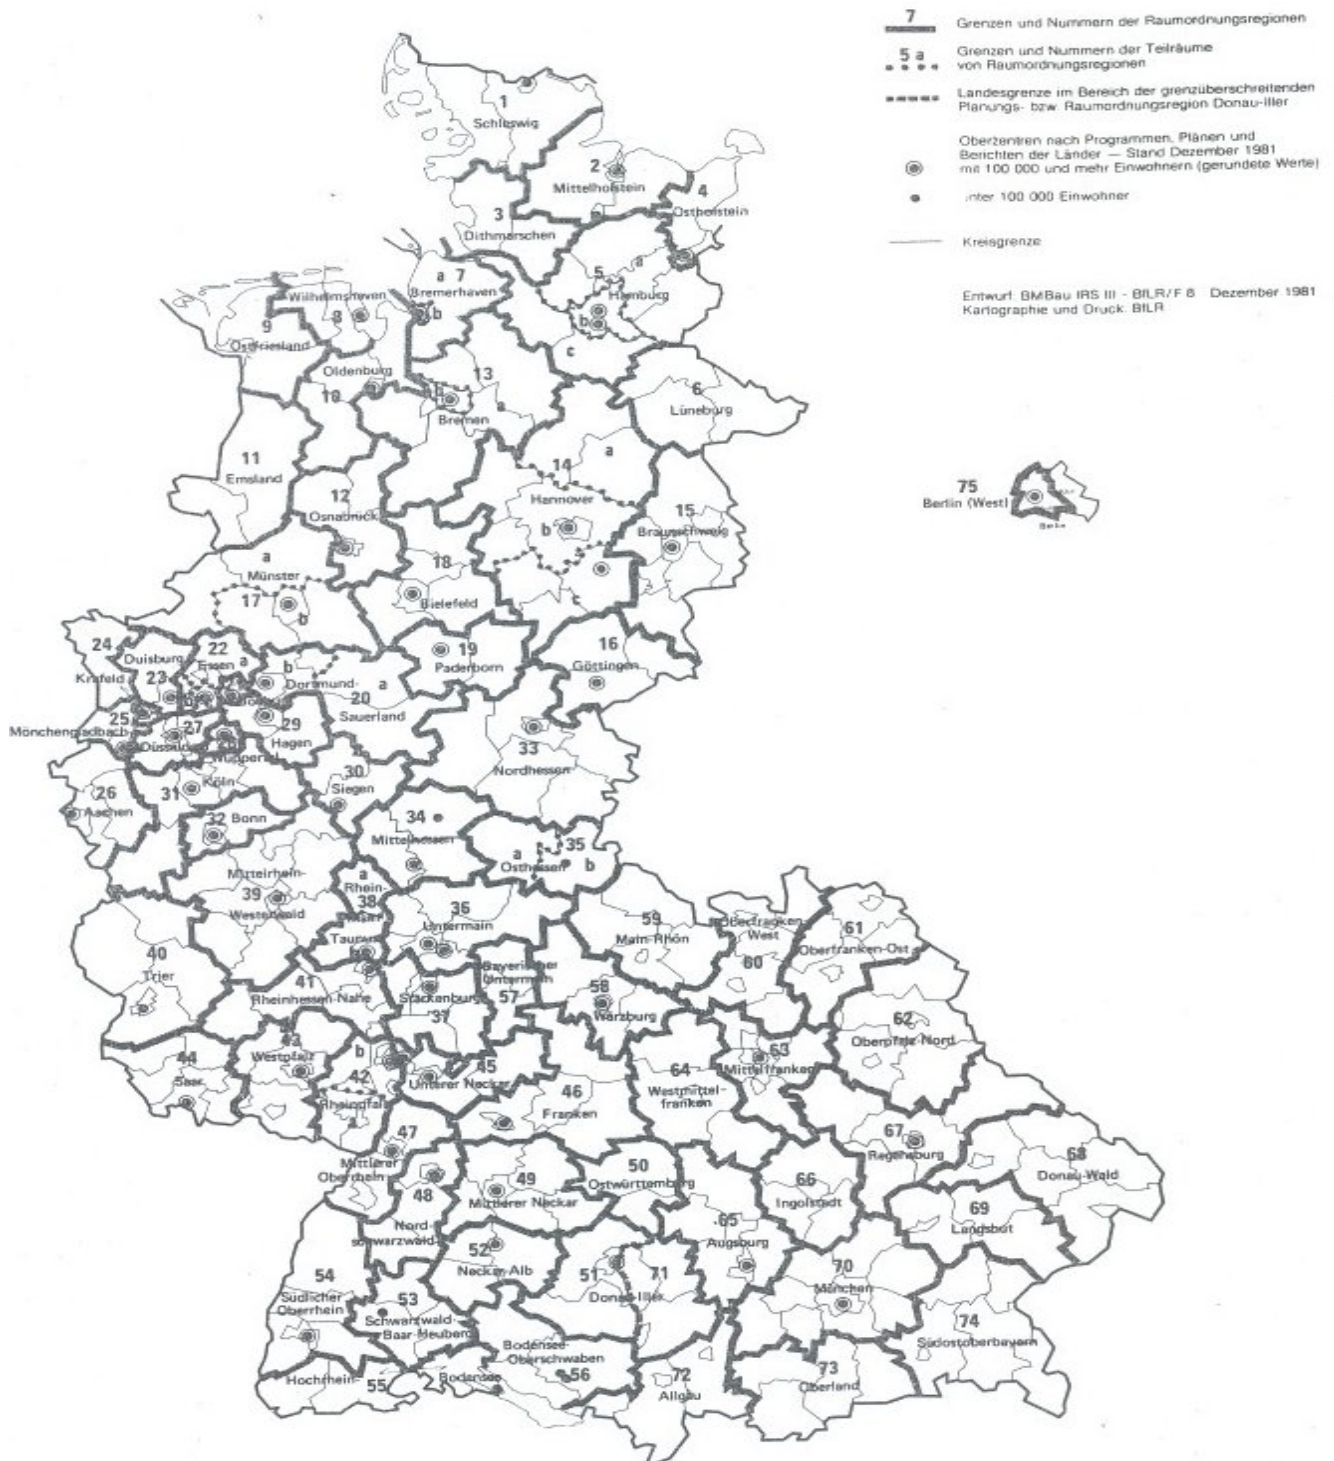 7 Grenzen und Nummern der Raumordnungsregionen
5 a Grenzen und Nummern der Teilräume
von Raumordnungsregionen
Landesgrenze im Bereich der grenzüberschreitenden
Planungs- bzw. Raumordnungsregion Donau-Iller
Oberzentren nach Programmen, Plänen und
Berichten der Länder — Stand Dezember 1981
mit 100 000 und mehr Einwohnern (gerundete Werte)
unter 100 000 Einwohner
Kreisgrenze
Entwurf: BMBau IRS III - BfLR/F 8 Dezember 1981
Kartographie und Druck: BfLR
1
Schleswig
2
Mittelholstein
4
Ostholstein
3
Dithmarschen
5 a
Hamburg
b
c
a 7
Bremerhaven
b
Wilhelmshaven
8
9
Ostfriesland
Oldenburg
10
13
b
a
Bremen
6
Lüneburg
11
Emsland
12
Osnabrück
14
a
Hannover
b
c
15
Braunschweig
75
Berlin (West)
Berlin
a
Münster
17
b
18
Bielefeld
19
Paderborn
16
Göttingen
24
Krefeld
Duisburg
23
22
Essen
a
b
Dortmund-
a
20
Sauerland
25
Mönchengladbach
27
Düsseldorf
Wuppertal
29
Hagen
30
Siegen
33
Nordhessen
26
Aachen
31
Köln
32 Bonn
34
Mittelhessen
35
a
Osthessen
b
Mittelrhein-
39
Westerwald
a
Rhein-
38
Main-
Taunus
b
36
Untermain
59
Main-Rhön
Oberfranken-
West
60
61
Oberfranken-Ost
40
Trier
41
Rheinhessen-Nahe
Starkenburg
37
Bayerischer
Untermain
57
58
Würzburg
62
Oberpfalz-Nord
44
Saar
43
Westpfalz
b
42
Rheinpfalz
a
45
Unterer Neckar
46
Franken
64
Westmittel-
franken
63
Mittelfranken
67
Regensburg
68
Donau-Wald
47
Mittlerer
Oberrhein
48
Nord-
schwarzwald
49
Mittlerer Neckar
50
Ostwürttemberg
66
Ingolstadt
69
Landshut
65
Augsburg
52
Neckar-Alb
51
71
Donau-Iller
70
München
54
Südlicher
Oberrhein
53
Schwarzwald-
Baar-Heuberg
Bodensee-
Oberschwaben
56
74
Südostoberbayern
Hochrhein-
55
Bodensee
72
Allgäu
73
Oberland